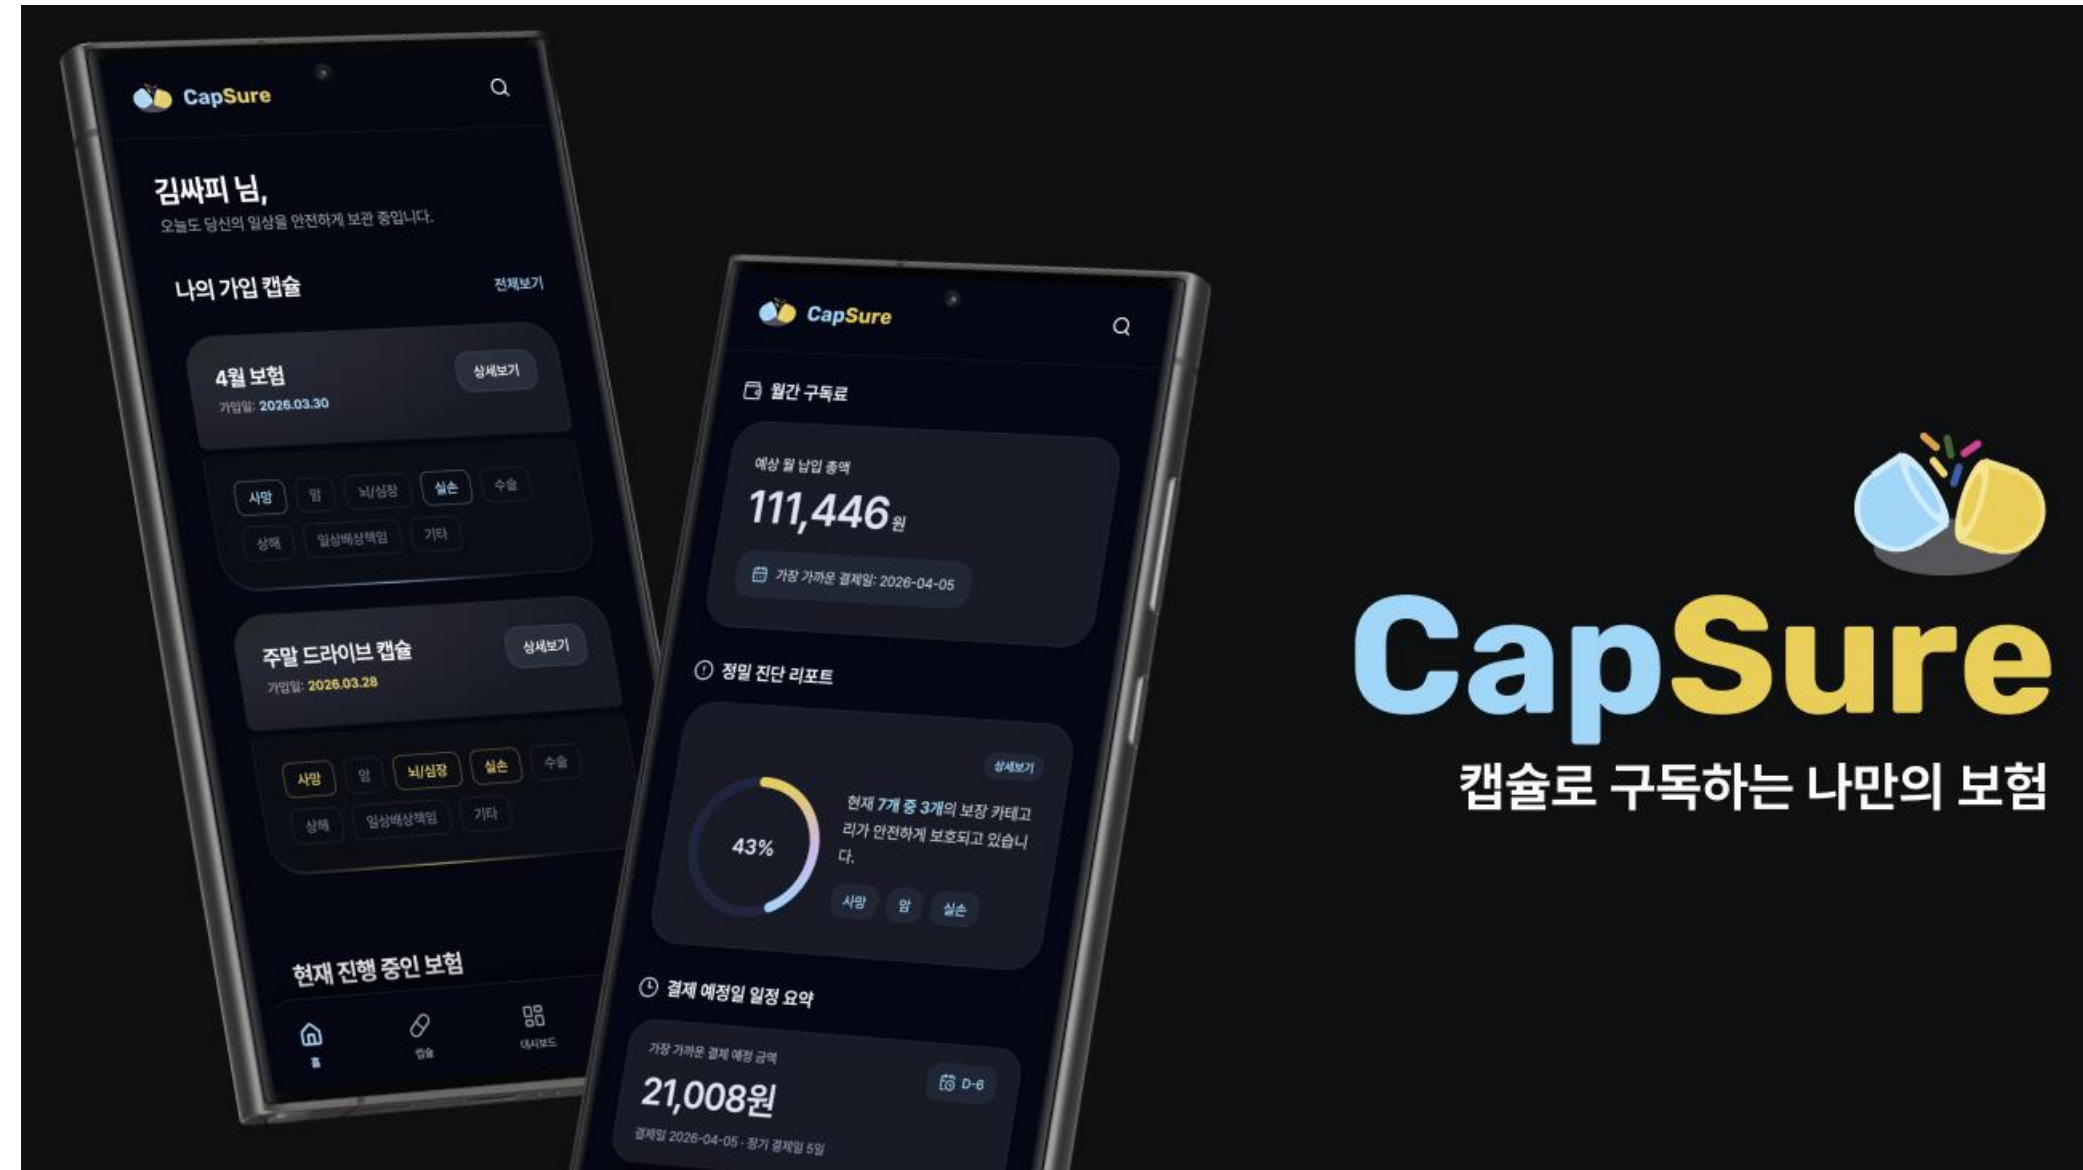 CapSure
김싸피 님,
오늘도 당신의 일상을 안전하게 보관 중입니다.
나의 가입 캡슐
전체보기
4월 보험
상세보기
가입일: 2026.03.30
사망
암
뇌/심장
실손
수술
상해
일상배상책임
기타
주말 드라이브 캡슐
상세보기
가입일: 2026.03.28
사망
암
뇌/심장
실손
수술
상해
일상배상책임
기타
현재 진행 중인 보험
홈
캡슐
대시보드
CapSure
월간 구독료
예상 월 납입 총액
111,446 원
가장 가까운 결제일: 2026-04-05
정밀 진단 리포트
상세보기
43%
현재 7개 중 3개의 보장 카테고
리가 안전하게 보호되고 있습니
다.
사망
암
실손
결제 예정일 일정 요약
가장 가까운 결제 예정 금액
21,008원
D-6
결제일 2026-04-05 · 정기 결제일 5일
CapSure
캡슐로 구독하는 나만의 보험